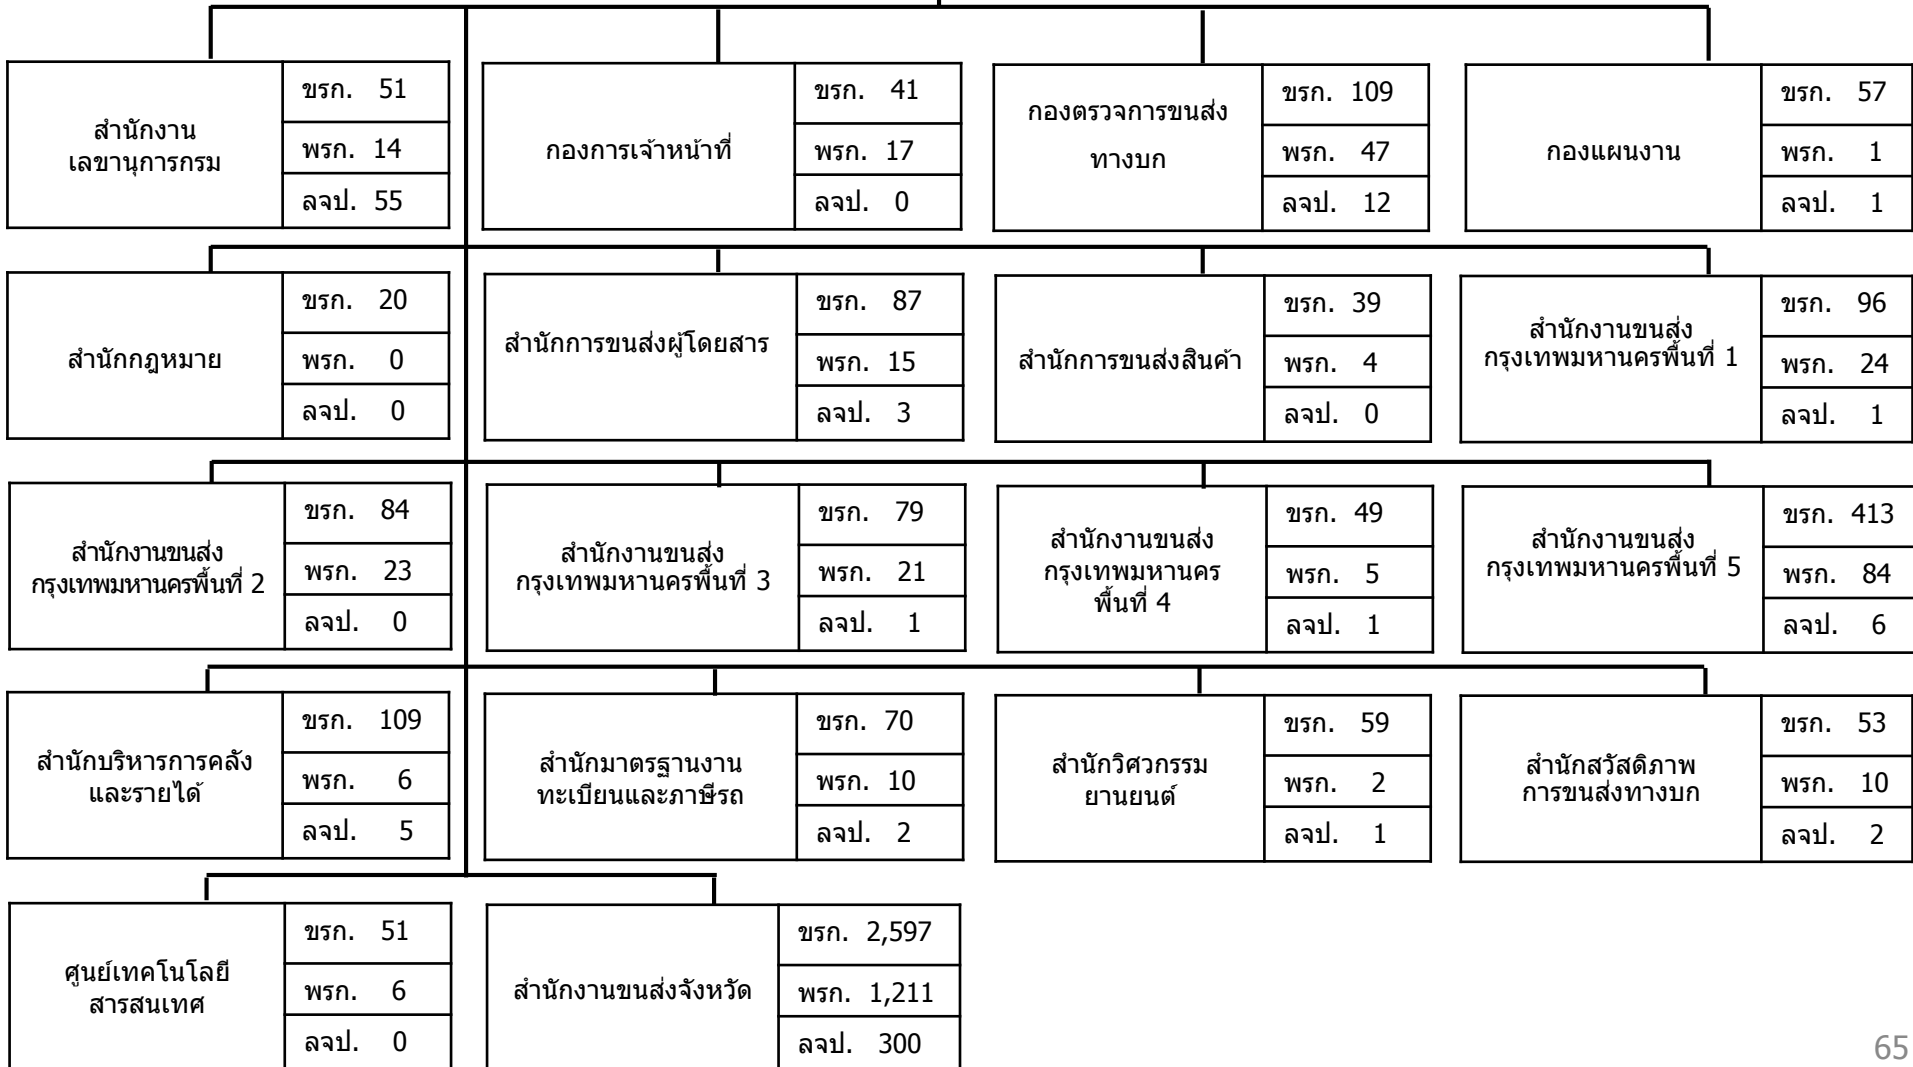 สำนักงาน
เลขานุการกรม
ขรก. 51
พรก. 14
ลจป. 55
กองการเจ้าหน้าที่
ขรก. 41
พรก. 17
ลจป. 0
กองตรวจการขนส่ง
ทางบก
ขรก. 109
พรก. 47
ลจป. 12
กองแผนงาน
ขรก. 57
พรก. 1
ลจป. 1
สำนักกฎหมาย
ขรก. 20
พรก. 0
ลจป. 0
สำนักการขนส่งผู้โดยสาร
ขรก. 87
พรก. 15
ลจป. 3
สำนักการขนส่งสินค้า
ขรก. 39
พรก. 4
ลจป. 0
สำนักงานขนส่ง
กรุงเทพมหานครพื้นที่ 1
ขรก. 96
พรก. 24
ลจป. 1
สำนักงานขนส่ง
กรุงเทพมหานครพื้นที่ 2
ขรก. 84
พรก. 23
ลจป. 0
สำนักงานขนส่ง
กรุงเทพมหานครพื้นที่ 3
ขรก. 79
พรก. 21
ลจป. 1
สำนักงานขนส่ง
กรุงเทพมหานคร
พื้นที่ 4
ขรก. 49
พรก. 5
ลจป. 1
สำนักงานขนส่ง
กรุงเทพมหานครพื้นที่ 5
ขรก. 413
พรก. 84
ลจป. 6
สำนักบริหารการคลัง
และรายได้
ขรก. 109
พรก. 6
ลจป. 5
สำนักมาตรฐานงาน
ทะเบียนและภาษีรถ
ขรก. 70
พรก. 10
ลจป. 2
สำนักวิศวกรรม
ยานยนต์
ขรก. 59
พรก. 2
ลจป. 1
สำนักสวัสดิภาพ
การขนส่งทางบก
ขรก. 53
พรก. 10
ลจป. 2
ศูนย์เทคโนโลยี
สารสนเทศ
ขรก. 51
พรก. 6
ลจป. 0
สำนักงานขนส่งจังหวัด
ขรก. 2,597
พรก. 1,211
ลจป. 300
65